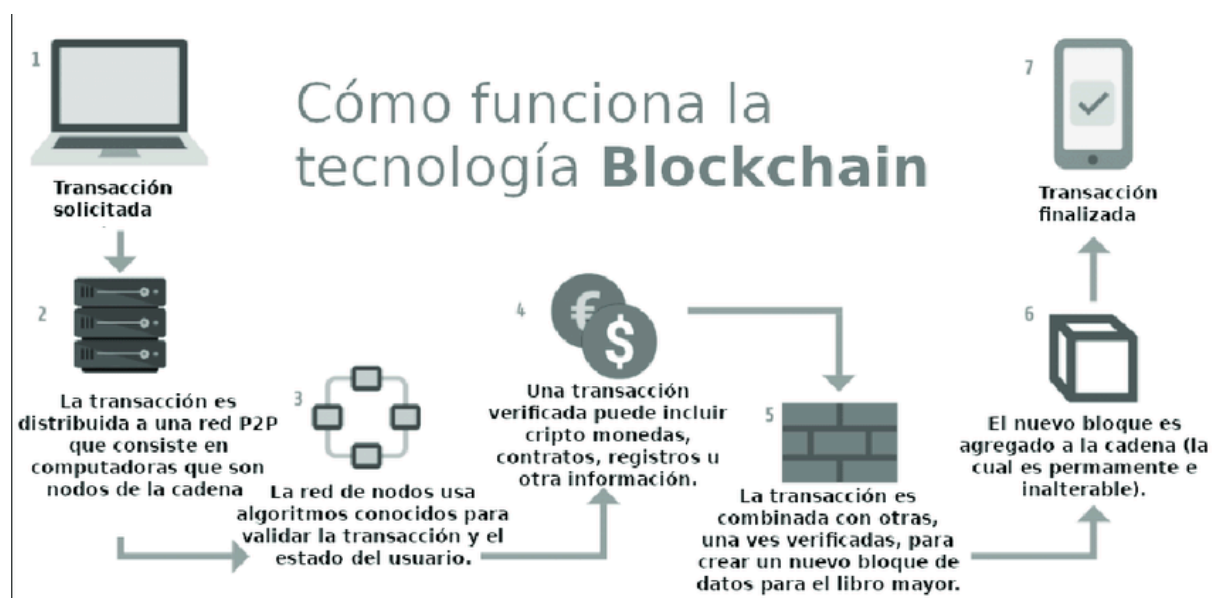 Cómo funciona la
tecnología Blockchain
1
Transacción
solicitada
2
La transacción es
distribuida a una red P2P
que consiste en
computadoras que son
nodos de la cadena
3
La red de nodos usa
algoritmos conocidos para
validar la transacción y el
estado del usuario.
4
€
$
Una transacción
verificada puede incluir
cripto monedas,
contratos, registros u
otra información.
5
La transacción es
combinada con otras,
una ves verificadas, para
crear un nuevo bloque de
datos para el libro mayor.
6
El nuevo bloque es
agregado a la cadena (la
cual es permamente e
inalterable).
7
Transacción
finalizada